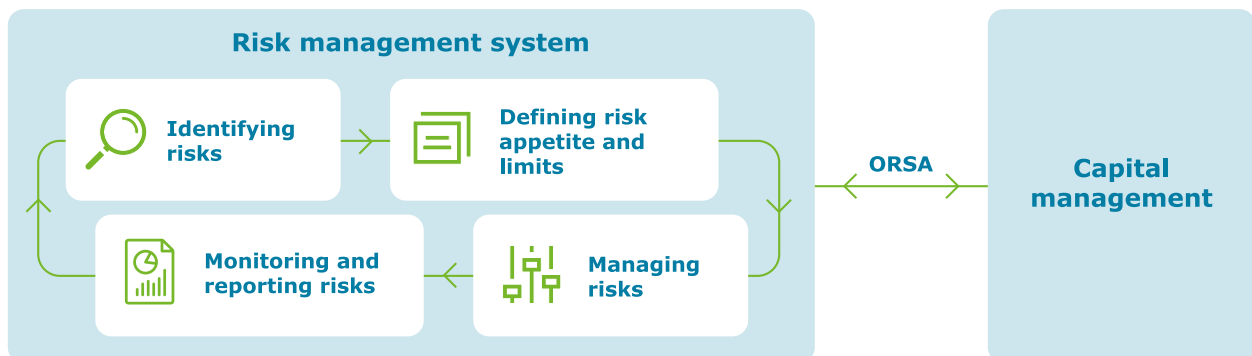 Risk management system
Identifying
risks
Defining risk
appetite and
limits
Managing
risks
Monitoring and
reporting risks
ORSA
Capital
management